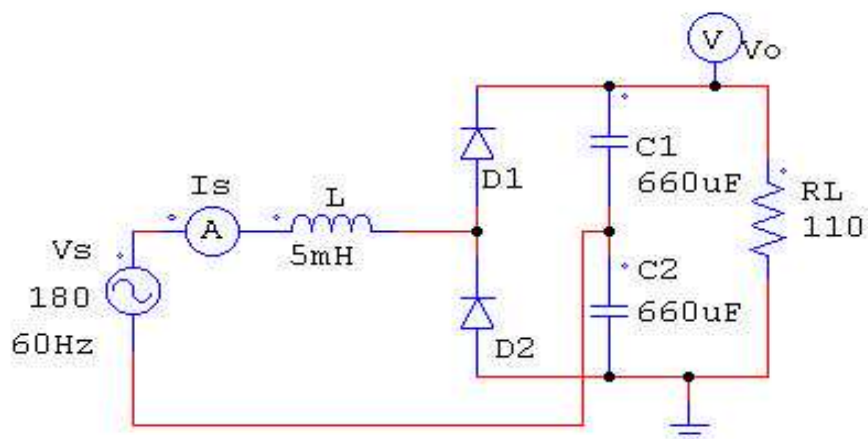 V Vo
Is
L
D1
C1
660uF
RL
110
A
5mH
Vs
180
60Hz
C2
660uF
D2